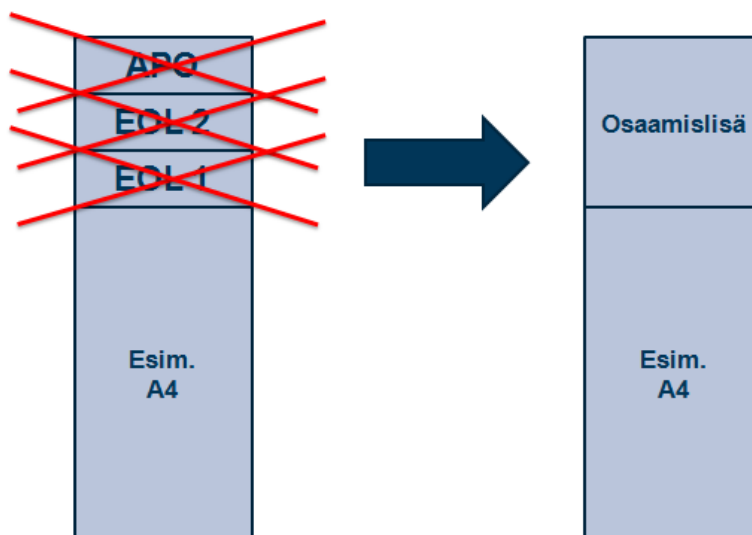 APO
EOL 2
EOL 1
Esim.
A4
Osaamislisä
Esim.
A4